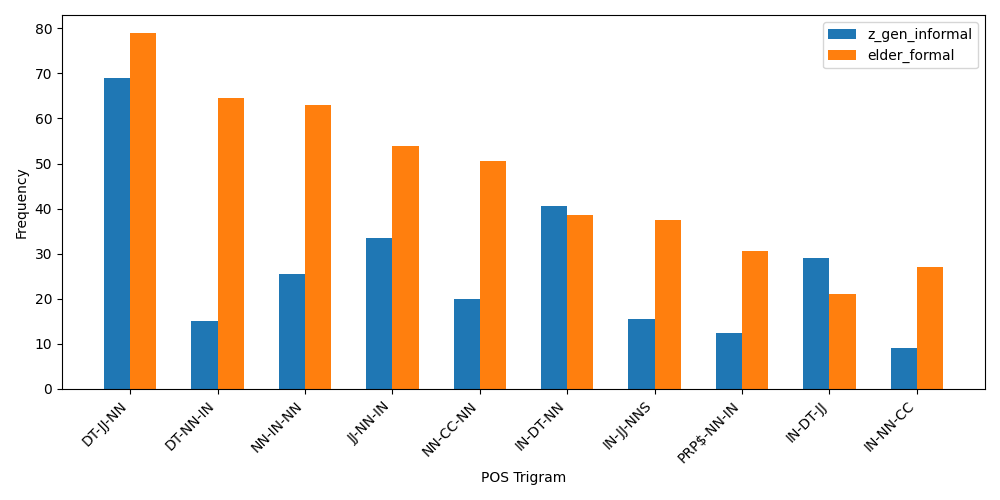 z_gen_informal
elder_formal
Frequency
80
70
60
50
40
30
20
10
0
DT-JJ-NN
DT-NN-IN
NN-IN-NN
JJ-NN-IN
NN-CC-NN
IN-DT-NN
IN-JJ-NNS
PRP$-NN-IN
IN-DT-JJ
IN-NN-CC
POS Trigram